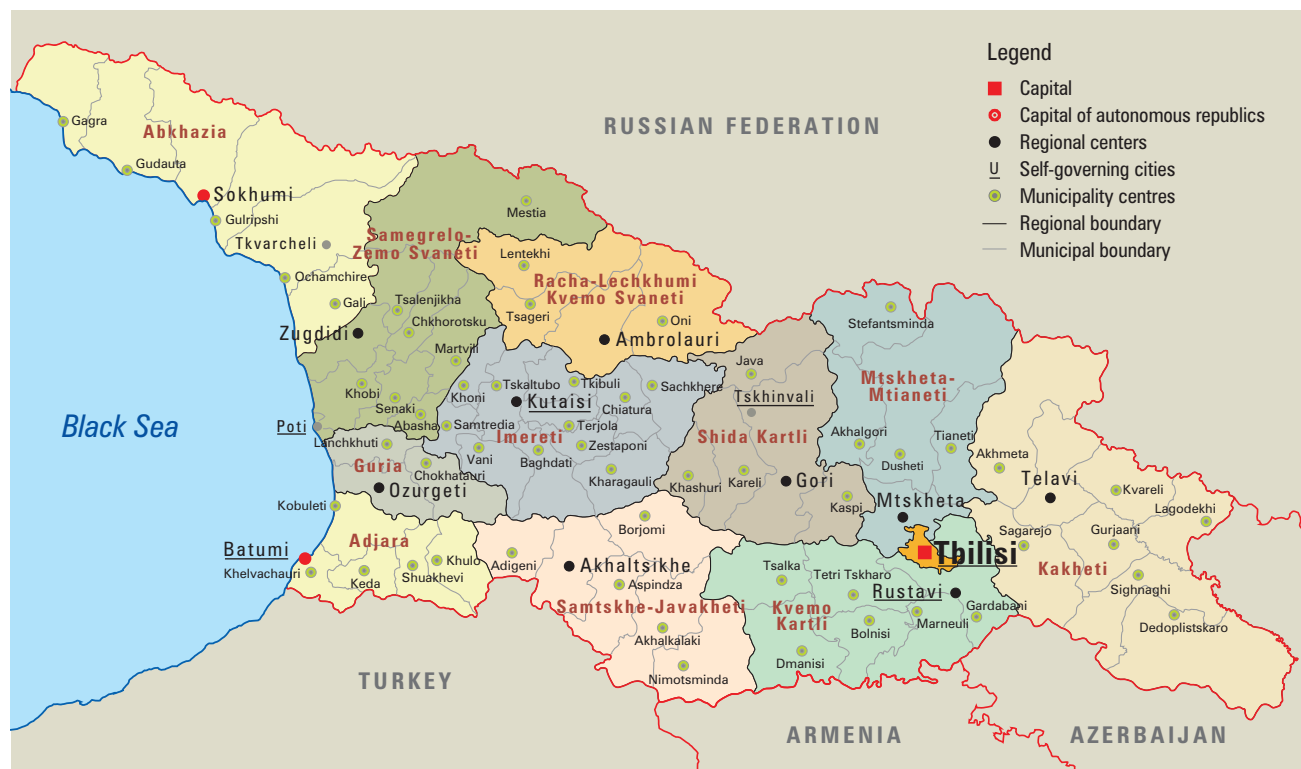 Legend
Capital
Capital of autonomous republics
Regional centers
U Self-governing cities
Municipality centres
Regional boundary
Municipal boundary
RUSSIAN FEDERATION
Gagra
Abkhazia
Gudauta
Sokhumi
Gulripshi
Tkvarcheli
Ochamchire
Gali
Mestia
Samegrelo-
Zemo Svaneti
Lentekhi
Racha-Lechkhumi
Kvemo Svaneti
Tsageri
Oni
Ambrolauri
Tsalenjikha
Chkhorotsku
Zugdidi
Martvili
Khobi
Senaki
Abasha
Poti
Black Sea
Khoni
Tskaltubo
Tkibuli
Sachkhere
Kutaisi
Chiatura
Samtredia
Imereti
Terjola
Zestaponi
Vani
Baghdati
Kharagauli
Lanchkhuti
Guria
Chokhatauri
Ozurgeti
Kobuleti
Batumi
Adjara
Khelvachauri
Keda
Shuakhevi
Khulo
Java
Tskhinvali
Shida Kartli
Khashuri
Kareli
Gori
Kaspi
Stefantsminda
Mtskheta-
Mtianeti
Akhalgori
Tianeti
Dusheti
Mtskheta
Tbilisi
Akhmeta
Telavi
Kvareli
Lagodekhi
Sagarejo
Gurjaani
Kakheti
Sighnaghi
Dedoplistskaro
Borjomi
Adigeni
Akhaltsikhe
Aspindza
Samtskhe-Javakheti
Akhalkalaki
Nimotsminda
Tsalka
Tetri Tskharo
Rustavi
Kvemo
Kartli
Gardabani
Marneuli
Bolnisi
Dmanisi
TURKEY
ARMENIA
AZERBAIJAN